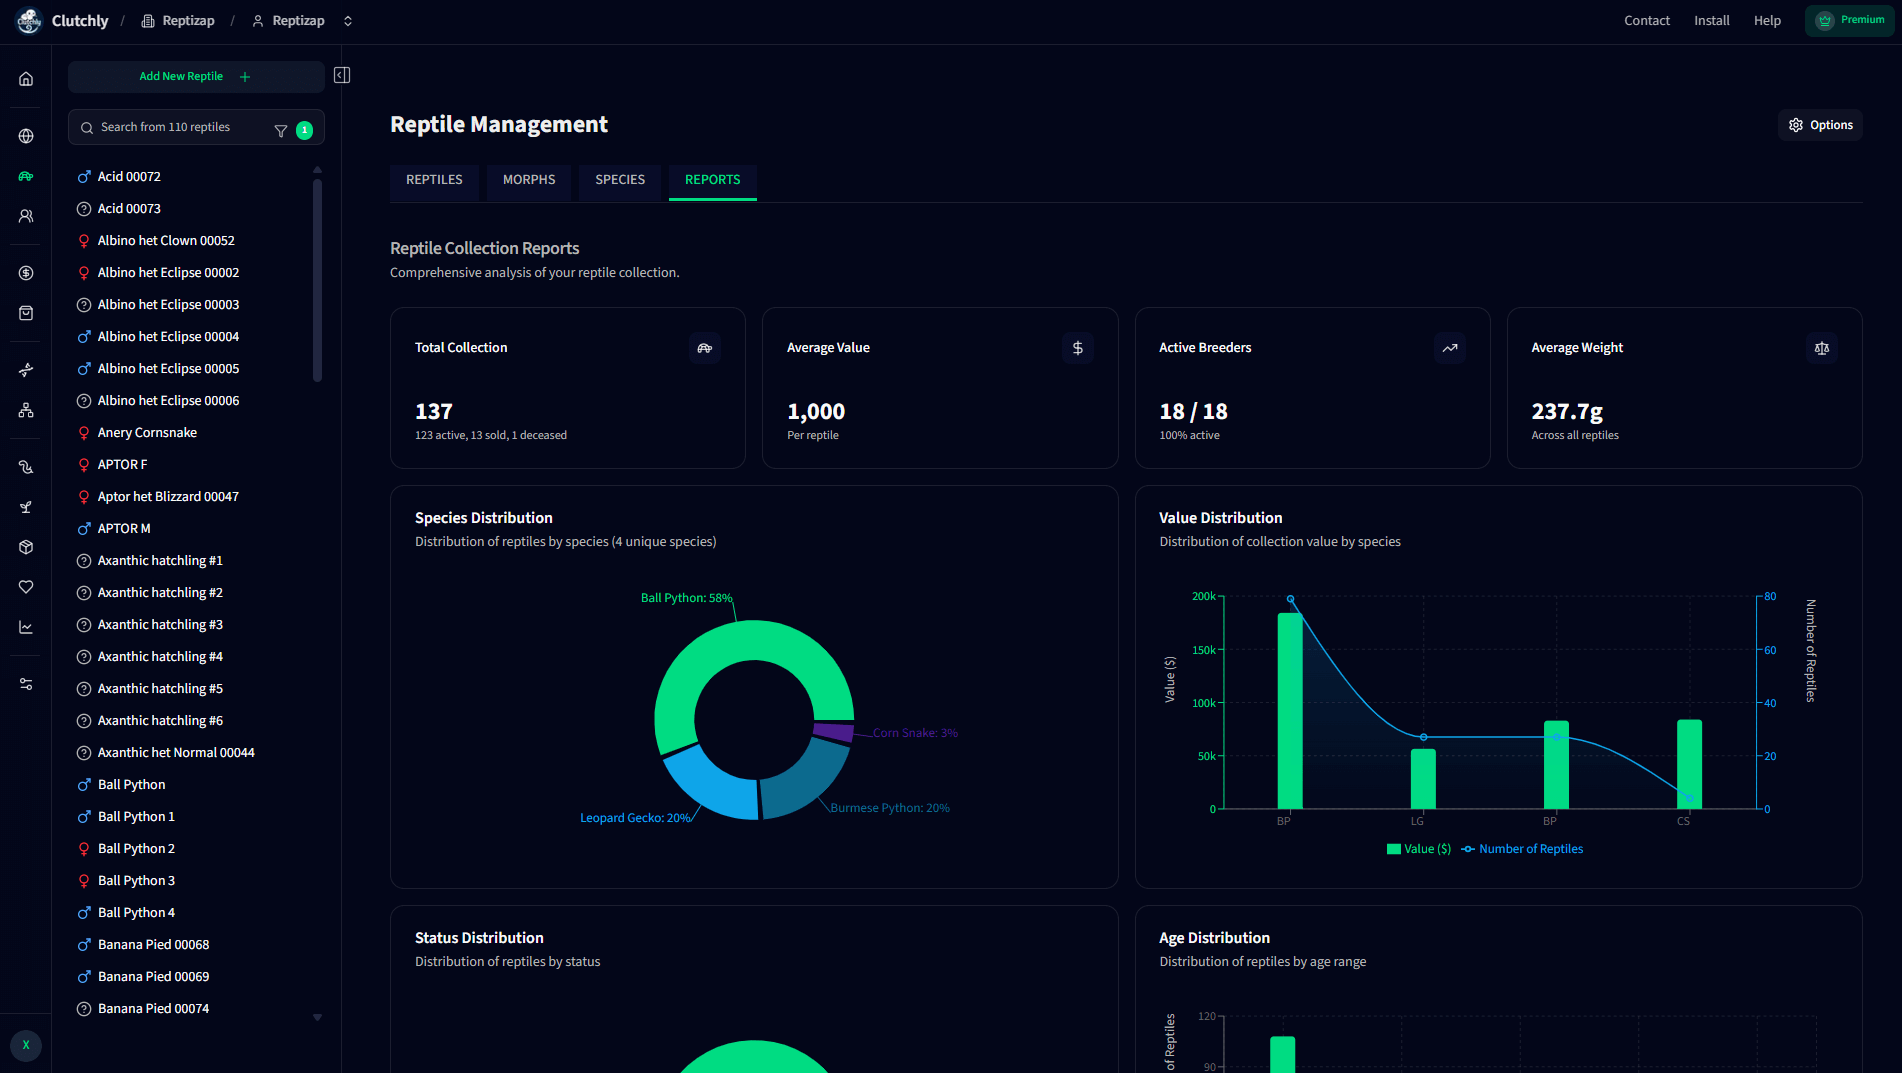 Clutchly / Reptizap / Reptizap
Contact Install Help Premium
Add New Reptile +
Search from 110 reptiles 1
Acid 00072
Acid 00073
Albino het Clown 00052
Albino het Eclipse 00002
Albino het Eclipse 00003
Albino het Eclipse 00004
Albino het Eclipse 00005
Albino het Eclipse 00006
Anery Cornsnake
APTOR F
Aptor het Blizzard 00047
APTOR M
Axanthic hatchling #1
Axanthic hatchling #2
Axanthic hatchling #3
Axanthic hatchling #4
Axanthic hatchling #5
Axanthic hatchling #6
Axanthic het Normal 00044
Ball Python
Ball Python 1
Ball Python 2
Ball Python 3
Ball Python 4
Banana Pied 00068
Banana Pied 00069
Banana Pied 00074
X
Reptile Management
Options
REPTILES MORPHS SPECIES REPORTS
Reptile Collection Reports
Comprehensive analysis of your reptile collection.
Total Collection
137
123 active, 13 sold, 1 deceased
Average Value
$
1,000
Per reptile
Active Breeders
18 / 18
100% active
Average Weight
237.7g
Across all reptiles
Species Distribution
Distribution of reptiles by species (4 unique species)
Ball Python: 58%
Corn Snake: 3%
Burmese Python: 20%
Leopard Gecko: 20%
Value Distribution
Distribution of collection value by species
Value ($)
200k
150k
100k
50k
0
80
60
40
20
0
Number of Reptiles
BP LG BP CS
Value ($) Number of Reptiles
Status Distribution
Distribution of reptiles by status
Age Distribution
Distribution of reptiles by age range
of Reptiles
120
90